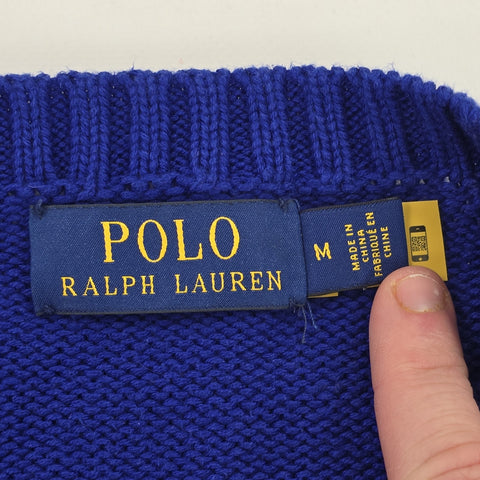 POLO
RALPH LAUREN
M
MADE IN
CHINA
FABRIQUÉ EN
CHINE